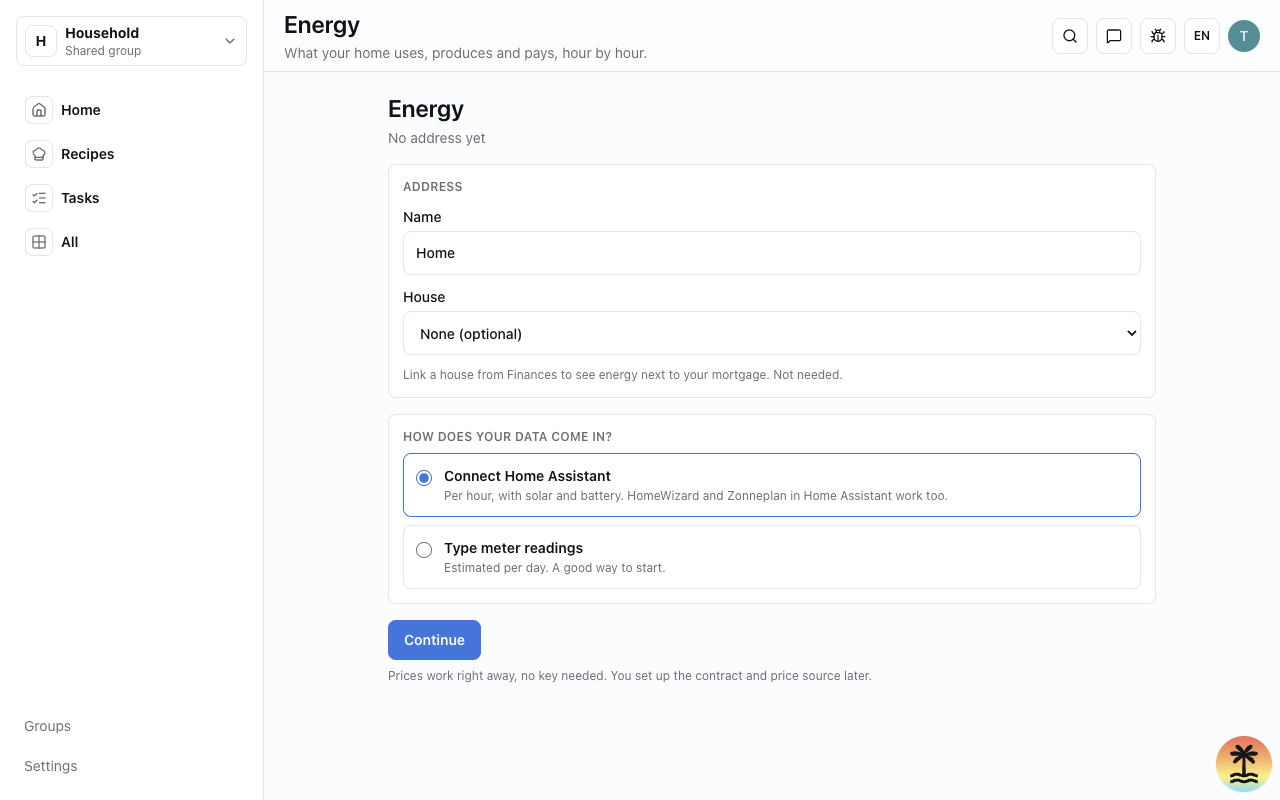 H
Household
Shared group
Home
Recipes
Tasks
All
Groups
Settings
Energy
What your home uses, produces and pays, hour by hour.
EN
T
Energy
No address yet
ADDRESS
Name
Home
House
None (optional)
Link a house from Finances to see energy next to your mortgage. Not needed.
HOW DOES YOUR DATA COME IN?
Connect Home Assistant
Per hour, with solar and battery. HomeWizard and Zonneplan in Home Assistant work too.
Type meter readings
Estimated per day. A good way to start.
Continue
Prices work right away, no key needed. You set up the contract and price source later.